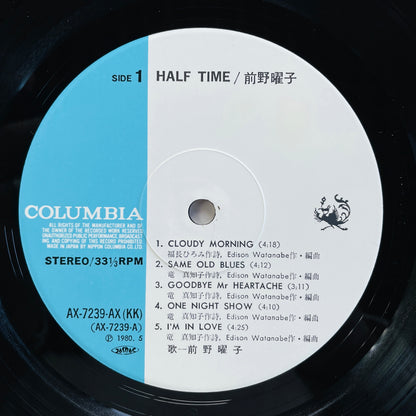 SIDE 1
HALF TIME / 前野曜子
COLUMBIA
ALL RIGHTS OF THE MANUFACTURER AND OF
THE OWNER OF THE RECORDED WORK RESERVED
UNAUTHORIZED PUBLIC PERFORMANCE, BROADCAST
ING AND COPYING OF THIS RECORD PROHIBITED
MADE IN JAPAN BY NIPPON COLUMBIA CO.LTD.
STEREO/33⅓RPM
AX-7239-AX (KK)
(AX-7239-A)
Ⓟ 1980. 5
1. CLOUDY MORNING (4:18)
福長ひろみ作詩, Edison Watanabe作・編曲
2. SAME OLD BLUES (4:12)
竜 真知子作詩, Edison Watanabe作・編曲
3. GOODBYE Mr HEARTACHE (3:11)
竜 真知子作詩, Edison Watanabe作・編曲
4. ONE NIGHT SHOW (4:10)
竜 真知子作詩, Edison Watanabe作・編曲
5. I'M IN LOVE (4:25)
竜 真知子作詩, Edison Watanabe作・編曲
歌―前野曜子